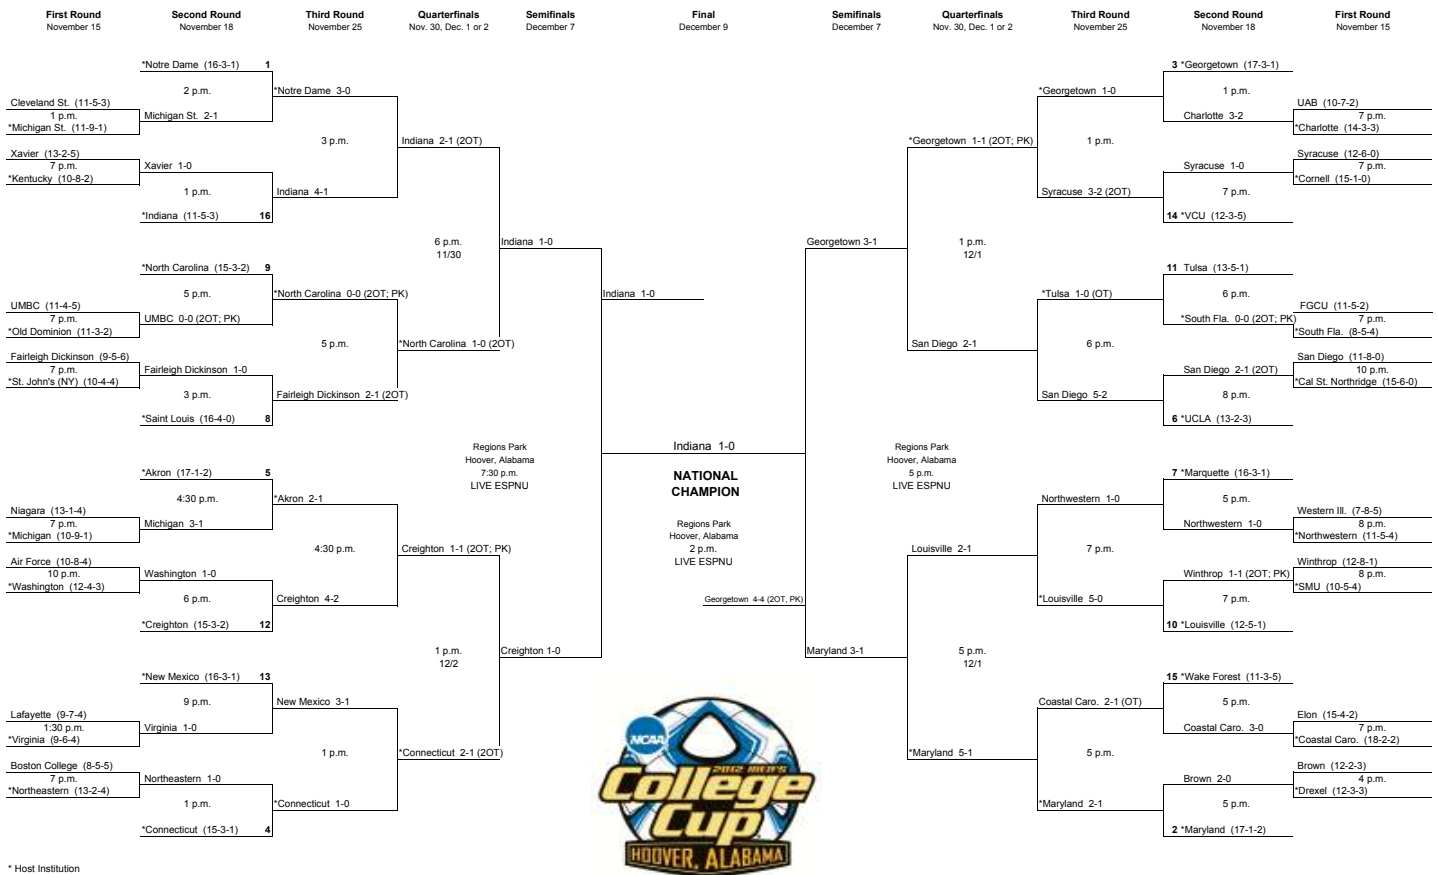 First Round
November 15
Second Round
November 18
Third Round
November 25
Quarterfinals
Nov. 30, Dec. 1 or 2
Semifinals
December 7
Final
December 9
Semifinals
December 7
Quarterfinals
Nov. 30, Dec. 1 or 2
Third Round
November 25
Second Round
November 18
First Round
November 15
Cleveland St. (11-5-3)
1 p.m.
*Michigan St. (11-9-1)
Xavier (13-2-5)
7 p.m.
*Kentucky (10-8-2)
UMBC (11-4-5)
7 p.m.
*Old Dominion (11-3-2)
Fairleigh Dickinson (9-5-6)
7 p.m.
*St. John's (NY) (10-4-4)
Niagara (13-1-4)
7 p.m.
*Michigan (10-9-1)
Air Force (10-8-4)
10 p.m.
*Washington (12-4-3)
Lafayette (9-7-4)
1:30 p.m.
*Virginia (9-6-4)
Boston College (8-5-5)
7 p.m.
*Northeastern (13-2-4)
*Notre Dame (16-3-1) 1
2 p.m.
Michigan St. 2-1
Xavier 1-0
1 p.m.
*Indiana (11-5-3) 16
*North Carolina (15-3-2) 9
5 p.m.
UMBC 0-0 (2OT; PK)
Fairleigh Dickinson 1-0
3 p.m.
*Saint Louis (16-4-0) 8
*Akron (17-1-2) 5
4:30 p.m.
Michigan 3-1
Washington 1-0
6 p.m.
*Creighton (15-3-2) 12
*New Mexico (16-3-1) 13
9 p.m.
Virginia 1-0
Northeastern 1-0
1 p.m.
*Connecticut (15-3-1) 4
*Notre Dame 3-0
3 p.m.
Indiana 4-1
*North Carolina 0-0 (2OT; PK)
5 p.m.
Fairleigh Dickinson 2-1 (2OT)
*Akron 2-1
4:30 p.m.
Creighton 4-2
New Mexico 3-1
1 p.m.
*Connecticut 1-0
Indiana 2-1 (2OT)
6 p.m.
11/30
*North Carolina 1-0 (2OT)
Creighton 1-1 (2OT; PK)
1 p.m.
12/2
*Connecticut 2-1 (2OT)
Indiana 1-0
Regions Park
Hoover, Alabama
7:30 p.m.
LIVE ESPNU
Creighton 1-0
Indiana 1-0
Indiana 1-0
NATIONAL
CHAMPION
Regions Park
Hoover, Alabama
2 p.m.
LIVE ESPNU
Georgetown 4-4 (2OT, PK)
Georgetown 3-1
Regions Park
Hoover, Alabama
5 p.m.
LIVE ESPNU
Maryland 3-1
*Georgetown 1-1 (2OT; PK)
1 p.m.
12/1
San Diego 2-1
Louisville 2-1
5 p.m.
12/1
*Maryland 5-1
*Georgetown 1-0
1 p.m.
Syracuse 3-2 (2OT)
*Tulsa 1-0 (OT)
6 p.m.
San Diego 5-2
Northwestern 1-0
7 p.m.
*Louisville 5-0
Coastal Caro. 2-1 (OT)
5 p.m.
*Maryland 2-1
3 *Georgetown (17-3-1)
1 p.m.
Charlotte 3-2
Syracuse 1-0
7 p.m.
14 *VCU (12-3-5)
11 Tulsa (13-5-1)
6 p.m.
*South Fla. 0-0 (2OT; PK)
San Diego 2-1 (2OT)
8 p.m.
6 *UCLA (13-2-3)
7 *Marquette (16-3-1)
5 p.m.
Northwestern 1-0
Winthrop 1-1 (2OT; PK)
7 p.m.
10 *Louisville (12-5-1)
15 *Wake Forest (11-3-5)
5 p.m.
Coastal Caro. 3-0
Brown 2-0
5 p.m.
2 *Maryland (17-1-2)
UAB (10-7-2)
7 p.m.
*Charlotte (14-3-3)
Syracuse (12-6-0)
7 p.m.
*Cornell (15-1-0)
FGCU (11-5-2)
7 p.m.
*South Fla. (8-5-4)
San Diego (11-8-0)
10 p.m.
*Cal St. Northridge (15-6-0)
Western Ill. (7-8-5)
8 p.m.
*Northwestern (11-5-4)
Winthrop (12-8-1)
8 p.m.
*SMU (10-5-4)
Elon (15-4-2)
7 p.m.
*Coastal Caro. (18-2-2)
Brown (12-2-3)
4 p.m.
*Drexel (12-3-3)
NCAA
2012 MEN'S
College
Cup
HOOVER, ALABAMA
* Host Institution